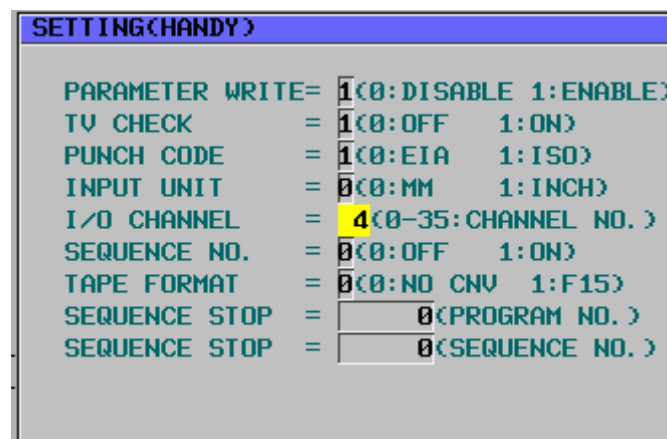 SETTING(HANDY)
PARAMETER WRITE= 1(0:DISABLE 1:ENABLE)
TV CHECK = 1(0:OFF 1:ON)
PUNCH CODE = 1(0:EIA 1:ISO)
INPUT UNIT = 0(0:MM 1:INCH)
I/O CHANNEL = 4(0-35:CHANNEL NO.)
SEQUENCE NO. = 0(0:OFF 1:ON)
TAPE FORMAT = 0(0:NO CNV 1:F15)
SEQUENCE STOP = 0(PROGRAM NO.)
SEQUENCE STOP = 0(SEQUENCE NO.)